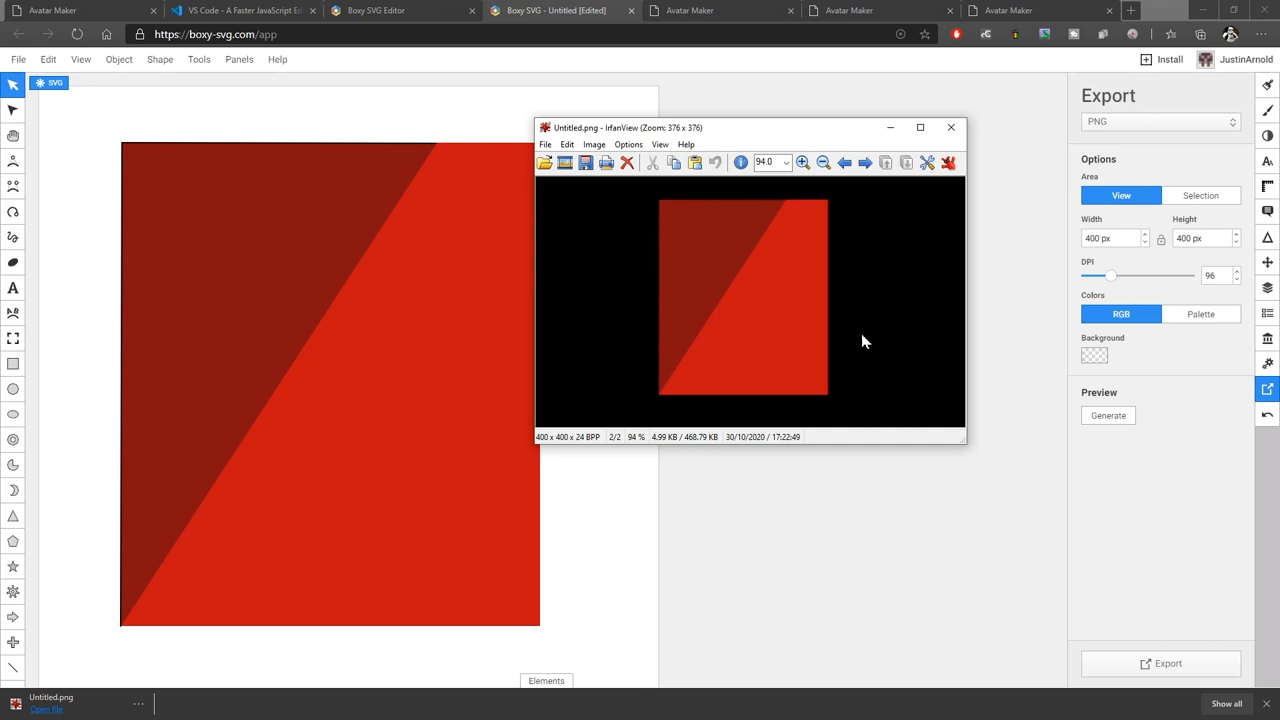 Avatar Maker
VS Code - A Faster JavaScript Ed
Boxy SVG Editor
Boxy SVG - Untitled [Edited]
Avatar Maker
Avatar Maker
Avatar Maker
https://boxy-svg.com/app
File Edit View Object Shape Tools Panels Help
Install
JustinArnold
SVG
Untitled.png - IrfanView (Zoom: 376 x 376)
File Edit Image Options View Help
94.0
400 x 400 x 24 BPP 2/2 94 % 4.99 KB / 468.79 KB 30/10/2020 / 17:22:49
Export
PNG
Options
Area
View Selection
Width Height
400 px 400 px
DPI
96
Colors
RGB Palette
Background
Preview
Generate
Export
Elements
Untitled.png
Open file
Show all